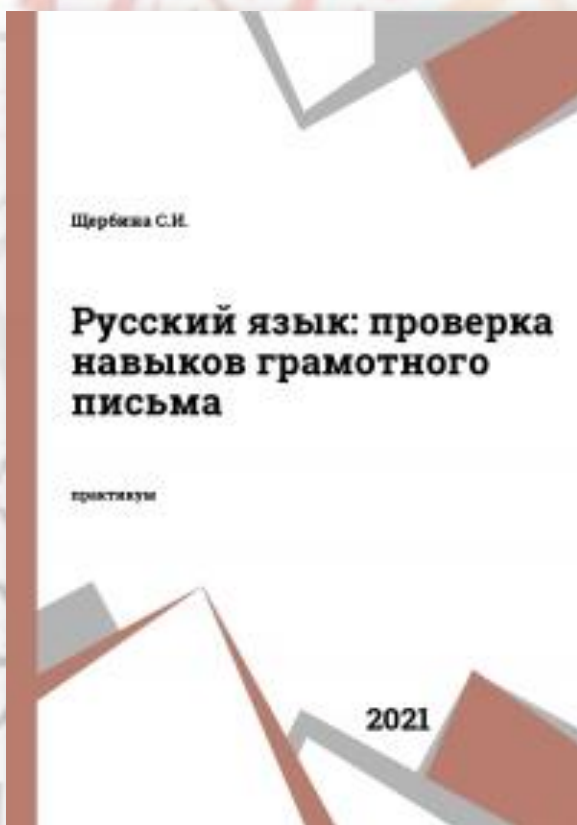 Щербина С.И.
Русский язык: проверка
навыков грамотного
письма
практикум
2021